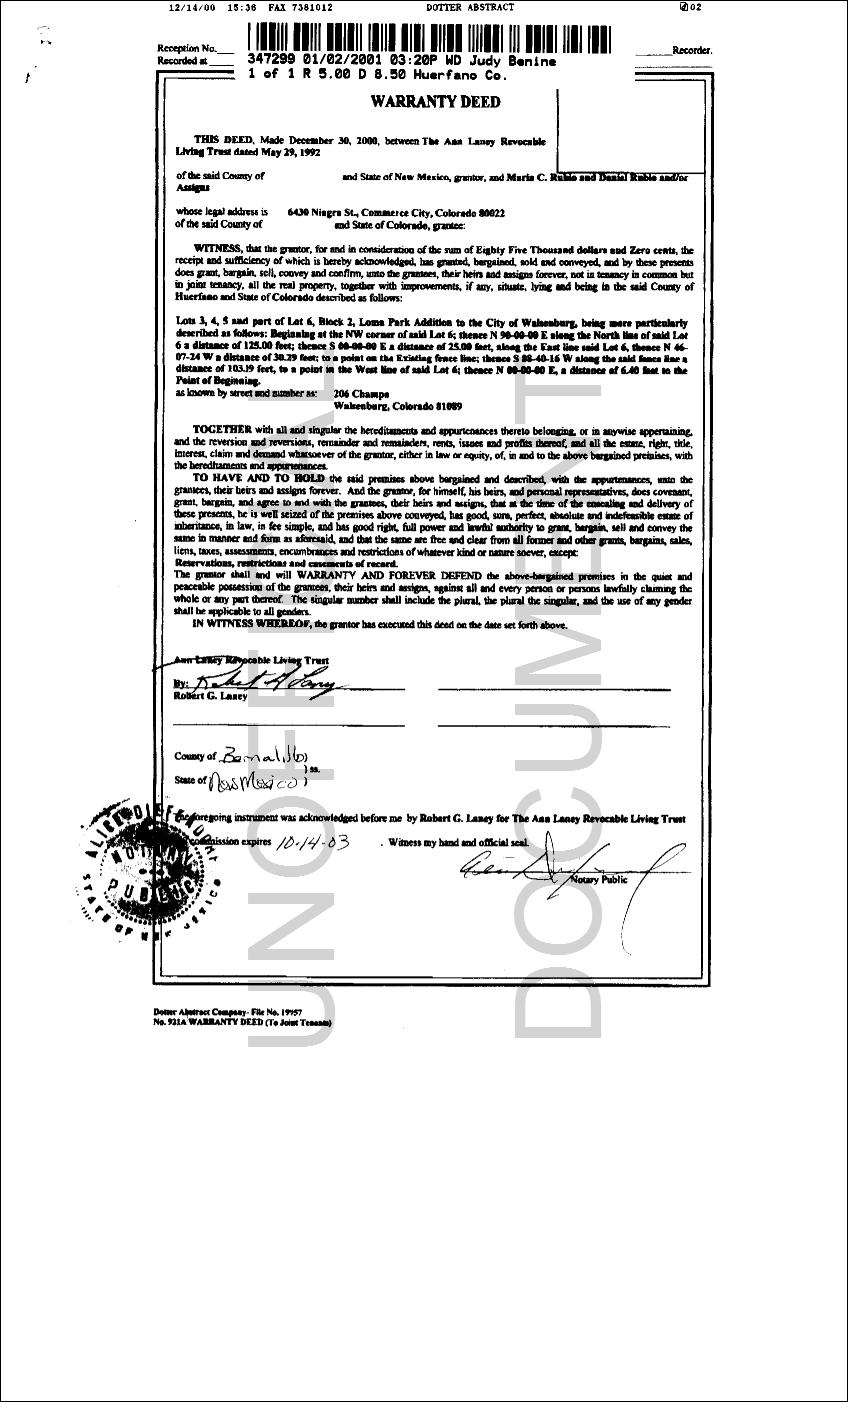 12/14/00 15:36 FAX 7381012 DOTTER ABSTRACT 02
Reception No.___ ______Recorder.
Recorded at ____
347299 01/02/2001 03:20P WD Judy Benine
1 of 1 R 5.00 D 8.50 Huerfano Co.
WARRANTY DEED
THIS DEED, Made December 30, 2000, between The Ann Laney Revocable
Living Trust dated May 29, 1992
of the said County of and State of New Mexico, grantor, and Maria C. Rubio and Daniel Rubio and/or
Assigns
whose legal address is 6430 Niagra St., Commerce City, Colorado 80022
of the said County of and State of Colorado, grantee:
WITNESS, that the grantor, for and in consideration of the sum of Eighty Five Thousand dollars and Zero cents, the
receipt and sufficiency of which is hereby acknowledged, has granted, bargained, sold and conveyed, and by these presents
does grant, bargain, sell, convey and confirm, unto the grantees, their heirs and assigns forever, not in tenancy in common but
in joint tenancy, all the real property, together with improvements, if any, situate, lying and being in the said County of
Huerfano and State of Colorado described as follows:
Lots 3, 4, 5 and part of Lot 6, Block 2, Loma Park Addition to the City of Walsenburg, being more particularly
described as follows: Beginning at the NW corner of said Lot 6; thence N 90-00-00 E along the North line of said Lot
6 a distance of 125.00 feet; thence S 00-00-00 E a distance of 25.00 feet, along the East line said Lot 6, thence N 46-
07-24 W a distance of 30.29 feet; to a point on the Existing fence line; thence S 88-40-16 W along the said fence line a
distance of 103.19 feet, to a point in the West line of said Lot 6; thence N 00-00-00 E, a distance of 6.40 feet to the
Point of Beginning.
as known by street and number as: 206 Champa
Walsenburg, Colorado 81089
TOGETHER with all and singular the hereditaments and appurtenances thereto belonging, or in anywise appertaining,
and the reversion and reversions, remainder and remainders, rents, issues and profits thereof, and all the estate, right, title,
interest, claim and demand whatsoever of the grantor, either in law or equity, of, in and to the above bargained premises, with
the hereditaments and appurtenances.
TO HAVE AND TO HOLD the said premises above bargained and described, with the appurtenances, unto the
grantees, their heirs and assigns forever. And the grantor, for himself, his heirs, and personal representatives, does covenant,
grant, bargain, and agree to and with the grantees, their heirs and assigns, that at the time of the ensealing and delivery of
these presents, he is well seized of the premises above conveyed, has good, sure, perfect, absolute and indefeasible estate of
inheritance, in law, in fee simple, and has good right, full power and lawful authority to grant, bargain, sell and convey the
same in manner and form as aforesaid, and that the same are free and clear from all former and other grants, bargains, sales,
liens, taxes, assessments, encumbrances and restrictions of whatever kind or nature soever, except:
Reservations, restrictions and easements of record.
The grantor shall and will WARRANTY AND FOREVER DEFEND the above-bargained premises in the quiet and
peaceable possession of the grantees, their heirs and assigns, against all and every person or persons lawfully claiming the
whole or any part thereof. The singular number shall include the plural, the plural the singular, and the use of any gender
shall be applicable to all genders.
IN WITNESS WHEREOF, the grantor has executed this deed on the date set forth above.
Ann Laney Revocable Living Trust
By: Robert G Laney
Robert G. Laney
County of Bernalillo )
) ss.
State of New Mexico )
The foregoing instrument was acknowledged before me by Robert G. Laney for The Ann Laney Revocable Living Trust
commission expires 10-14-03 . Witness my hand and official seal.
Notary Public
ALICE DIEFFENDORF
NOTARY
PUBLIC
STATE OF NEW MEXICO
Dotter Abstract Company- File No. 19957
No. 921A WARRANTY DEED (To Joint Tenants)
UNOFFICIAL
DOCUMENT